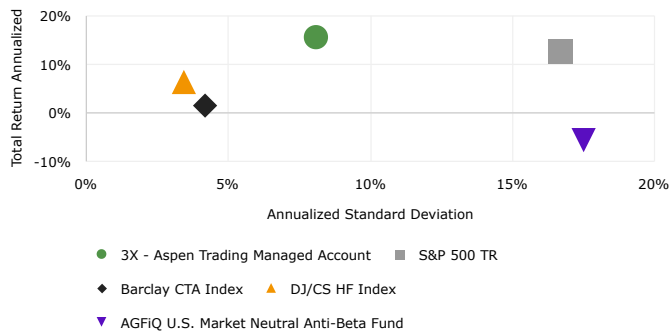 20%
10%
0%
-10%
Total Return Annualized
0% 5% 10% 15% 20%
Annualized Standard Deviation
3X - Aspen Trading Managed Account S&P 500 TR
Barclay CTA Index DJ/CS HF Index
AGFiQ U.S. Market Neutral Anti-Beta Fund